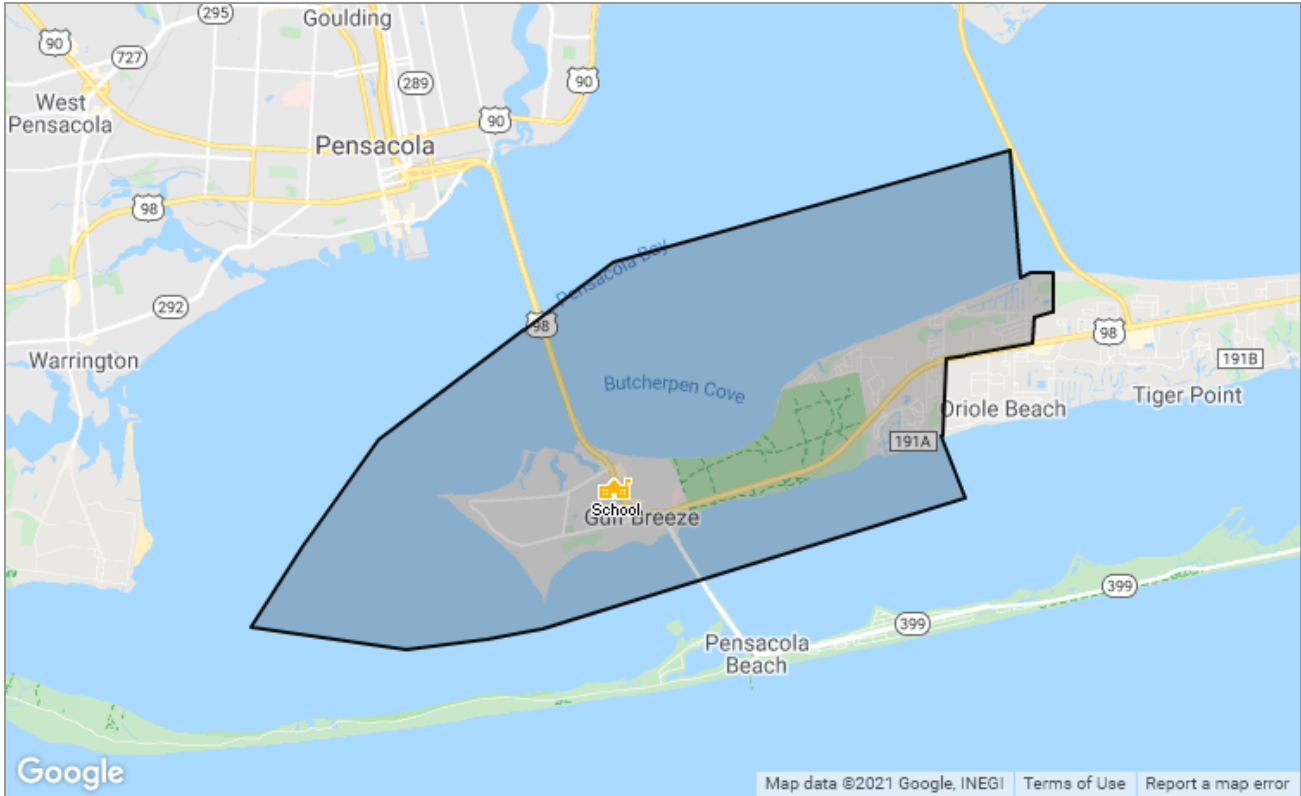 295
Goulding
90
727
289
90
West
Pensacola
90
Pensacola
98
Pensacola Bay
292
98
98
Warrington
191B
Butcherpen Cove
Tiger Point
Oriole Beach
191A
School
Gulf Breeze
399
399
Pensacola
Beach
Google
Map data ©2021 Google, INEGI
Terms of Use
Report a map error